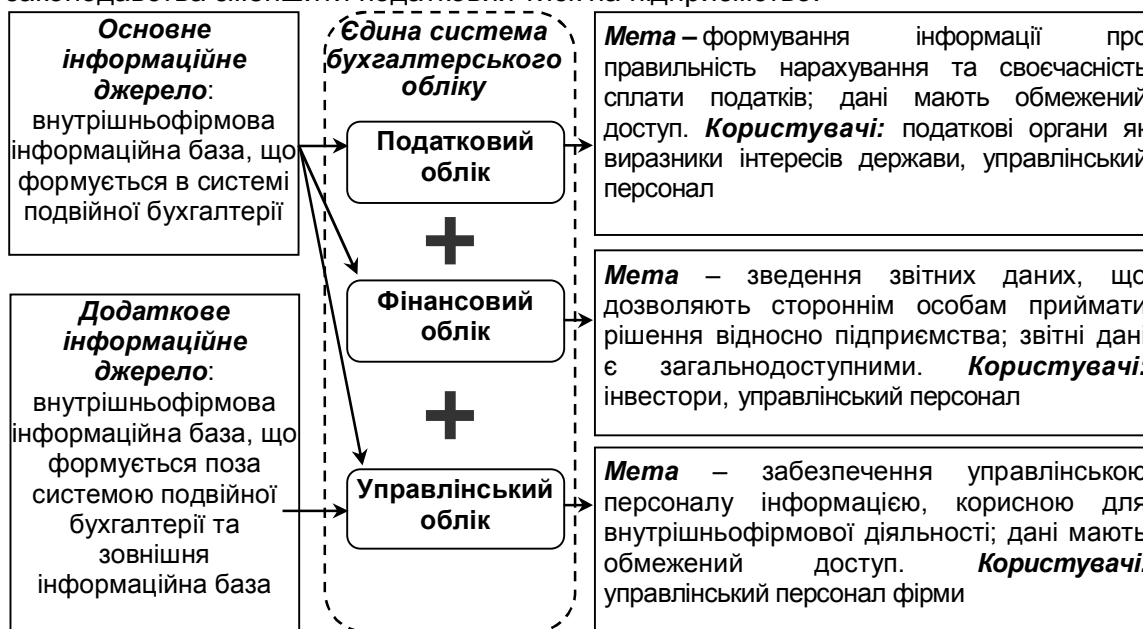 Основне
інформаційне
джерело:
внутрішньофірмова
інформаційна база, що
формується в системі
подвійної бухгалтерії
Додаткове
інформаційне
джерело:
внутрішньофірмова
інформаційна база, що
формується поза
системою подвійної
бухгалтерії та
зовнішня
інформаційна база
Єдина система
бухгалтерського
обліку
Податковий
облік
+
Фінансовий
облік
+
Управлінський
облік
Мета – формування інформації про
правильність нарахування та своєчасність
сплати податків; дані мають обмежений
доступ. Користувачі: податкові органи як
виразники інтересів держави, управлінський
персонал
Мета – зведення звітних даних, що
дозволяють стороннім особам приймати
рішення відносно підприємства; звітні дані
є загальнодоступними. Користувачі:
інвестори, управлінський персонал
Мета – забезпечення управлінською
персоналу інформацією, корисною для
внутрішньофірмової діяльності; дані мають
обмежений доступ. Користувачі:
управлінський персонал фірми